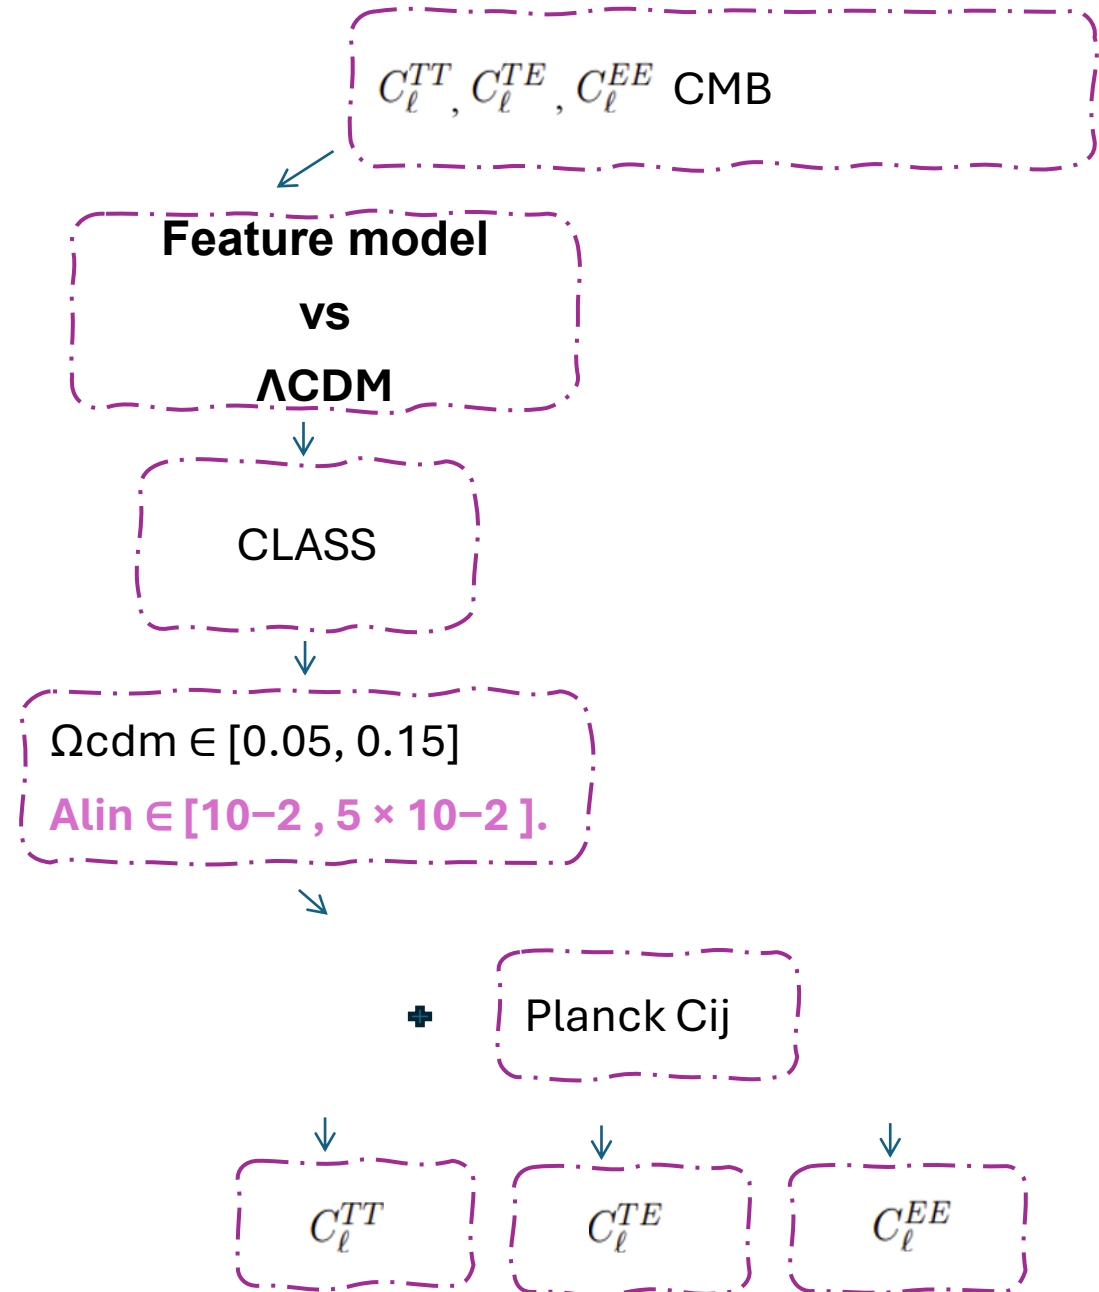 C_ℓ^{TT}, C_ℓ^{TE}, C_ℓ^{EE} CMB
Feature model
vs
ΛCDM
CLASS
Ωcdm ∈ [0.05, 0.15]
Alin ∈ [10−2 , 5 × 10−2 ].
Planck Cij
C_ℓ^{TT}
C_ℓ^{TE}
C_ℓ^{EE}